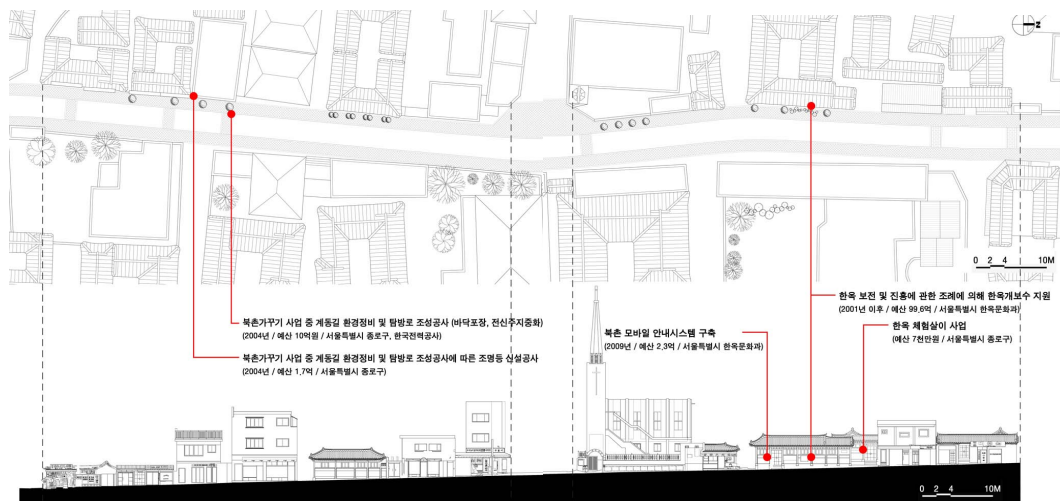 N
0 2 4 10M
북촌가꾸기 사업 중 계동길 환경정비 및 탐방로 조성공사 (바닥포장, 전신주지중화)
(2004년 / 예산 10억원 / 서울특별시 종로구, 한국전력공사)
북촌가꾸기 사업 중 계동길 환경정비 및 탐방로 조성공사에 따른 조명등 신설공사
(2004년 / 예산 1.7억 / 서울특별시 종로구)
북촌 모바일 안내시스템 구축
(2009년 / 예산 2.3억 / 서울특별시 한옥문화과)
한옥 보전 및 진흥에 관한 조례에 의해 한옥개보수 지원
(2001년 이후 / 예산 99.6억 / 서울특별시 한옥문화과)
한옥 체험살이 사업
(예산 7천만원 / 서울특별시 종로구)
0 2 4 10M